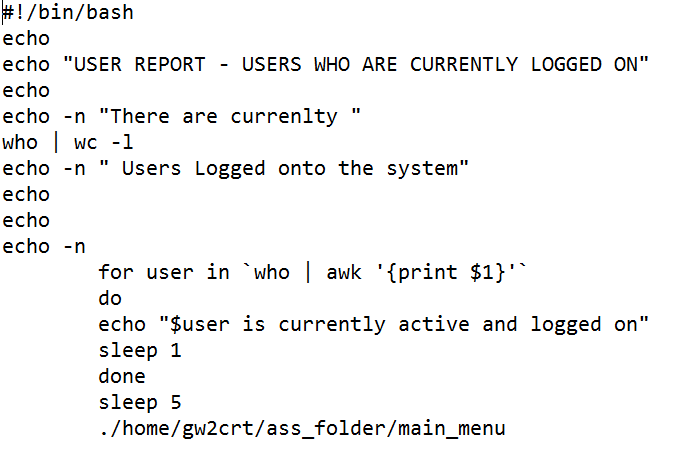 #!/bin/bash
echo
echo "USER REPORT - USERS WHO ARE CURRENTLY LOGGED ON"
echo
echo -n "There are currenlty "
who | wc -l
echo -n " Users Logged onto the system"
echo
echo
echo -n
for user in `who | awk '{print $1}'`
do
echo "$user is currently active and logged on"
sleep 1
done
sleep 5
./home/gw2crt/ass_folder/main_menu